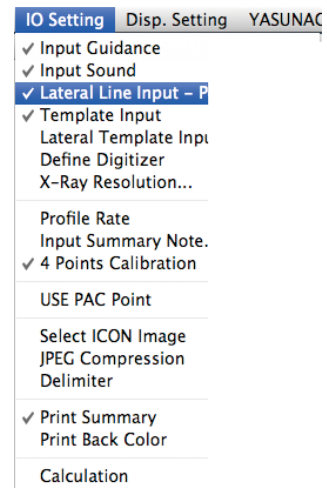 IO Setting Disp. Setting YASUNAC
✓ Input Guidance
✓ Input Sound
✓ Lateral Line Input – P
✓ Template Input
Lateral Template Inpu
Define Digitizer
X-Ray Resolution...
Profile Rate
Input Summary Note.
✓ 4 Points Calibration
USE PAC Point
Select ICON Image
JPEG Compression
Delimiter
✓ Print Summary
Print Back Color
Calculation